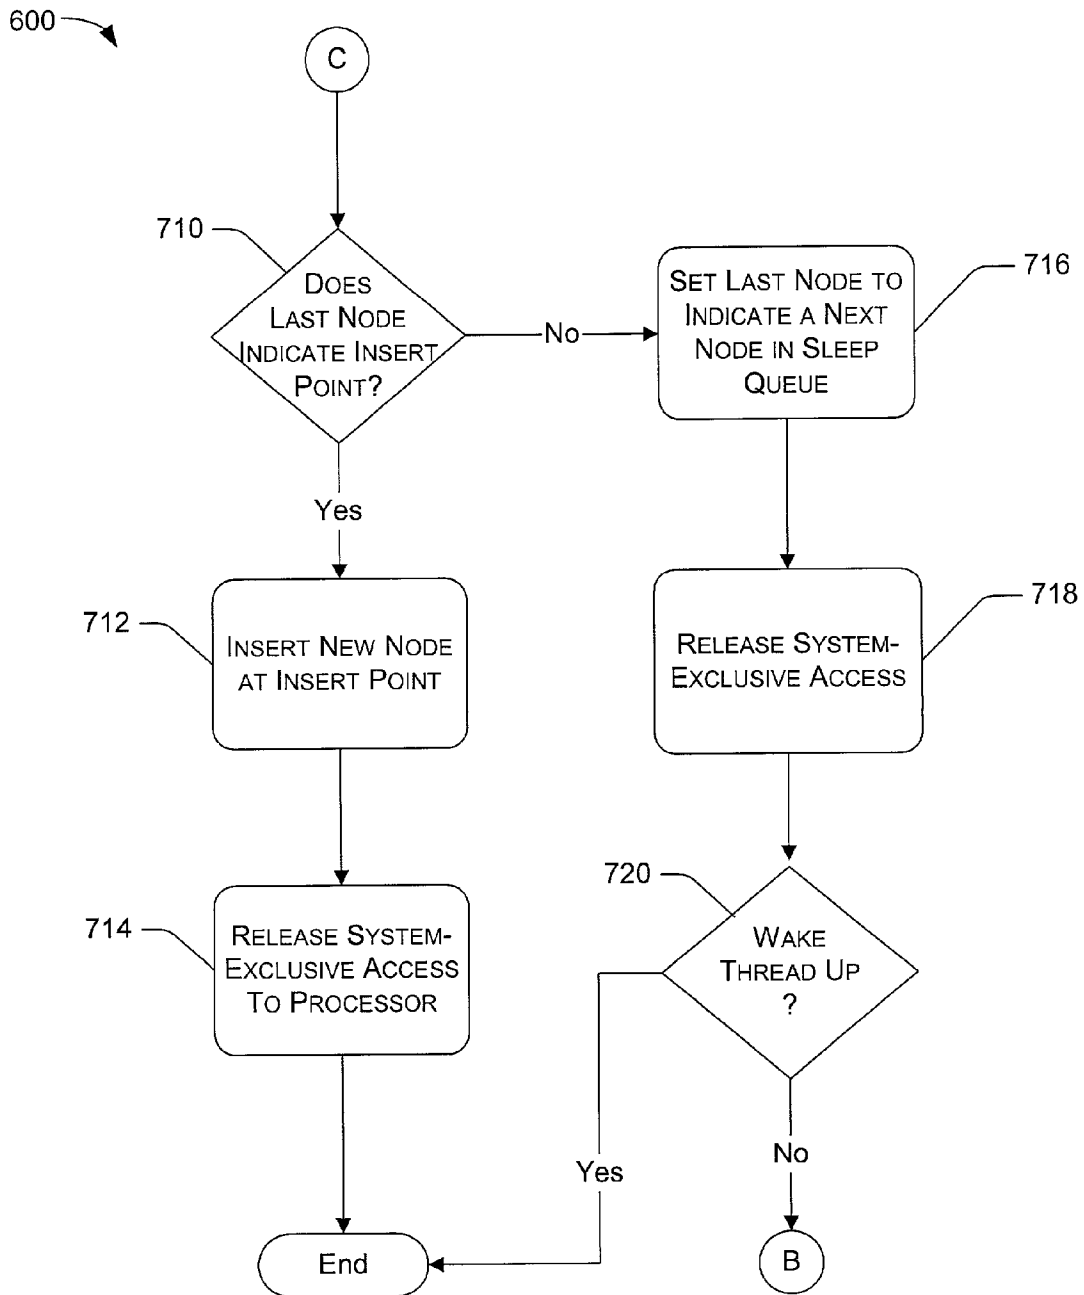 600
C
710
DOES
LAST NODE
INDICATE INSERT
POINT?
No
SET LAST NODE TO
INDICATE A NEXT
NODE IN SLEEP
QUEUE
716
Yes
712
INSERT NEW NODE
AT INSERT POINT
RELEASE SYSTEM-
EXCLUSIVE ACCESS
718
714
RELEASE SYSTEM-
EXCLUSIVE ACCESS
TO PROCESSOR
720
WAKE
THREAD UP
?
Yes
No
End
B